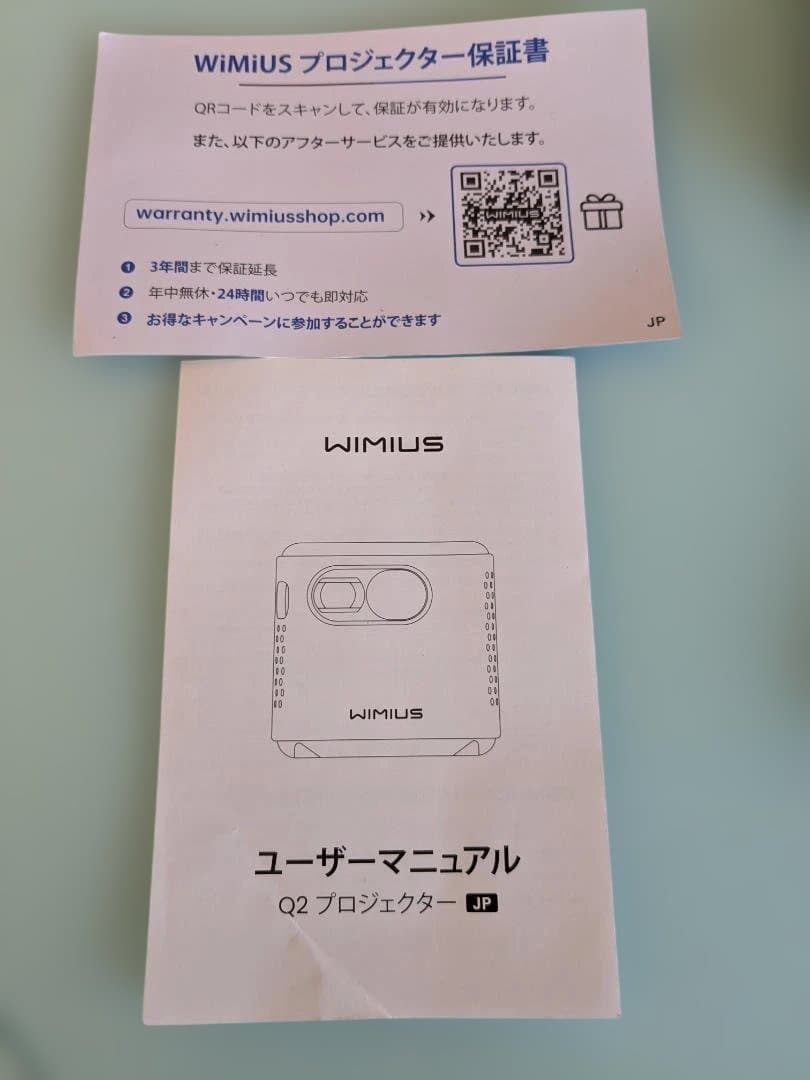 WiMiUS プロジェクター保証書
QRコードをスキャンして、保証が有効になります。
また、以下のアフターサービスをご提供いたします。
warranty.wimiusshop.com
WIMIUS
1 3年間まで保証延長
2 年中無休・24時間いつでも即対応
3 お得なキャンペーンに参加することができます
JP
WIMIUS
WIMIUS
ユーザーマニュアル
Q2 プロジェクター JP